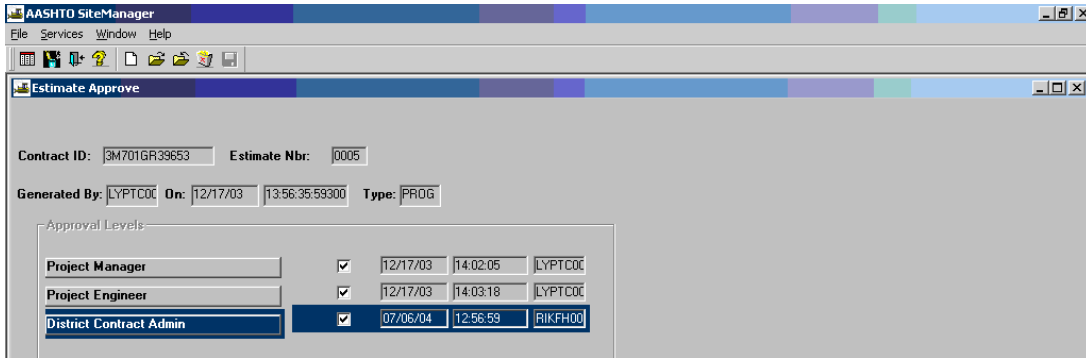 AASHTO SiteManager
File Services Window Help
Estimate Approve
Contract ID: 3M701GR39653 Estimate Nbr: 0005
Generated By: LYPTC00 On: 12/17/03 13:56:35:59300 Type: PROG
Approval Levels
Project Manager 12/17/03 14:02:05 LYPTC00
Project Engineer 12/17/03 14:03:18 LYPTC00
District Contract Admin 07/06/04 12:56:59 RIKFH00